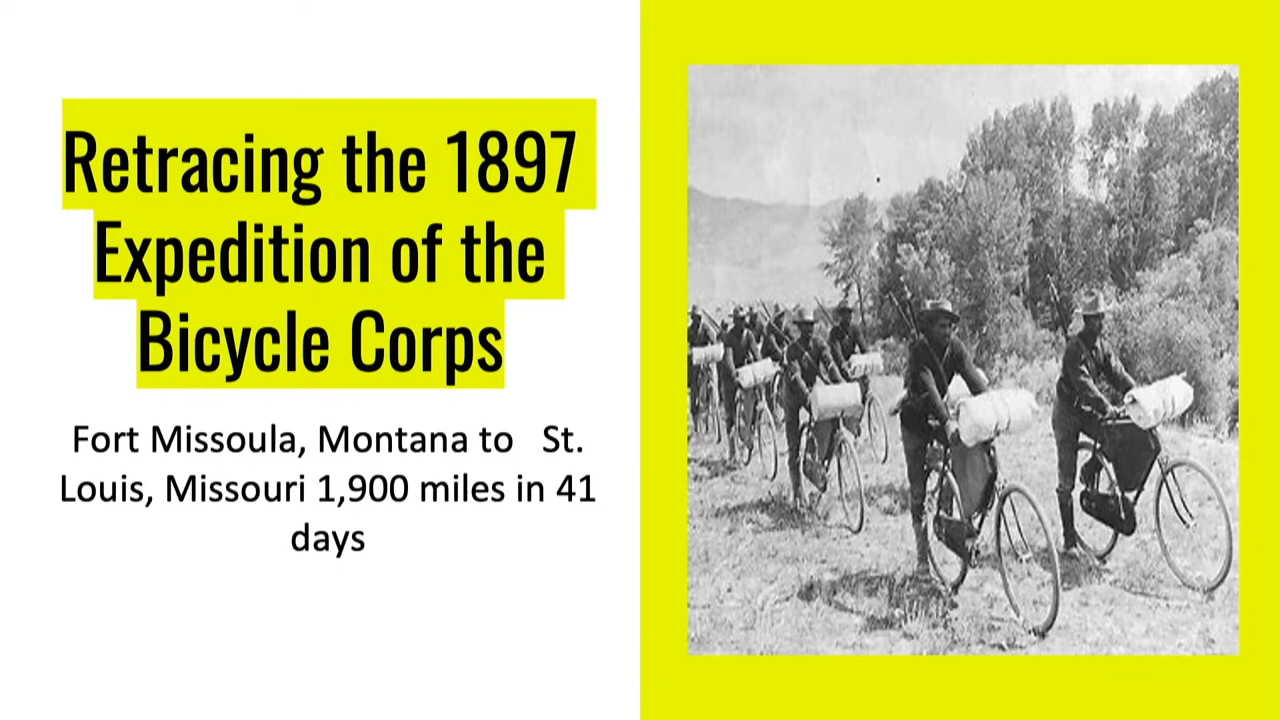 Retracing the 1897
Expedition of the
Bicycle Corps
Fort Missoula, Montana to   St.
Louis, Missouri 1,900 miles in 41
days